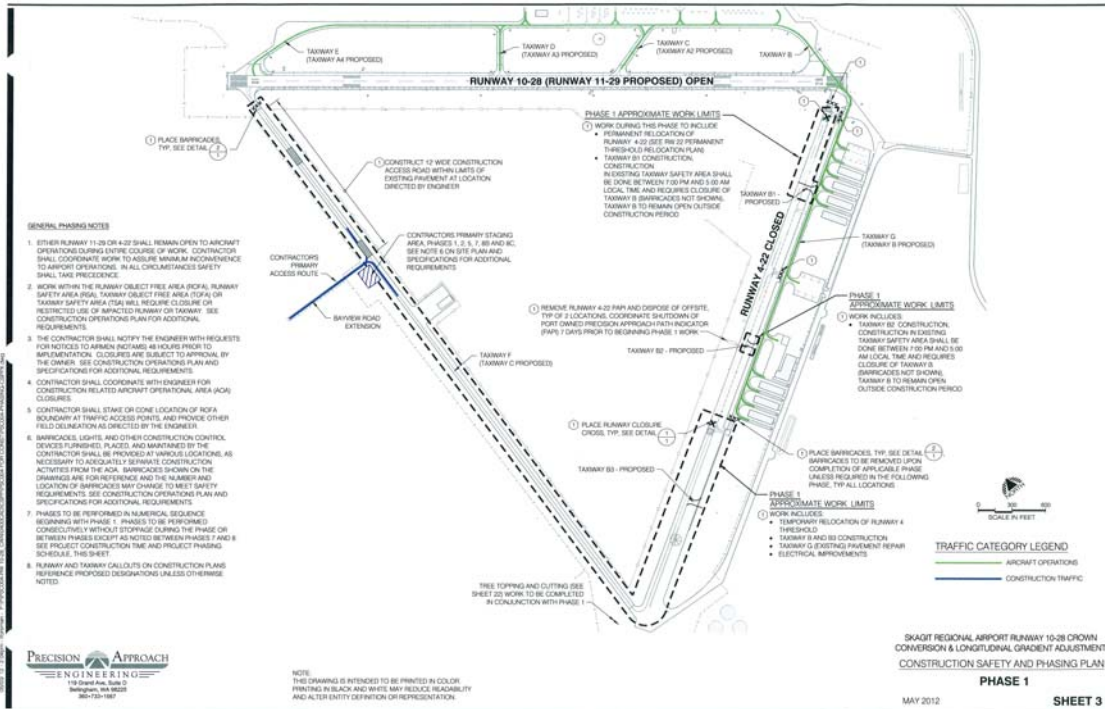 TAXIWAY E
(TAXIWAY A4 PROPOSED)
TAXIWAY D
(TAXIWAY A3 PROPOSED)
TAXIWAY C
(TAXIWAY A2 PROPOSED)
TAXIWAY B
RUNWAY 10-28 (RUNWAY 11-29 PROPOSED) OPEN
1 PLACE BARRICADES,
TYP, SEE DETAIL 2
1
1 CONSTRUCT 12' WIDE CONSTRUCTION
ACCESS ROAD WITHIN LIMITS OF
EXISTING PAVEMENT AT LOCATION
DIRECTED BY ENGINEER
PHASE 1 APPROXIMATE WORK LIMITS
1 WORK DURING THIS PHASE TO INCLUDE
• PERMANENT RELOCATION OF
RUNWAY 4-22 (SEE RW 22 PERMANENT
THRESHOLD RELOCATION PLAN)
• TAXIWAY B1 CONSTRUCTION,
CONSTRUCTION
IN EXISTING TAXIWAY SAFETY AREA SHALL
BE DONE BETWEEN 7:00 PM AND 5:00 AM
LOCAL TIME AND REQUIRES CLOSURE OF
TAXIWAY B (BARRICADES NOT SHOWN),
TAXIWAY B TO REMAIN OPEN OUTSIDE
CONSTRUCTION PERIOD
TAXIWAY B1 -
PROPOSED
TAXIWAY G
(TAXIWAY B PROPOSED)
RUNWAY 4-22 CLOSED
GENERAL PHASING NOTES
1. EITHER RUNWAY 11-29 OR 4-22 SHALL REMAIN OPEN TO AIRCRAFT
OPERATIONS DURING ENTIRE COURSE OF WORK. CONTRACTOR
SHALL COORDINATE WORK TO ASSURE MINIMUM INCONVENIENCE
TO AIRPORT OPERATIONS. IN ALL CIRCUMSTANCES SAFETY
SHALL TAKE PRECEDENCE.
2. WORK WITHIN THE RUNWAY OBJECT FREE AREA (ROFA), RUNWAY
SAFETY AREA (RSA), TAXIWAY OBJECT FREE AREA (TOFA) OR
TAXIWAY SAFETY AREA (TSA) WILL REQUIRE CLOSURE OR
RESTRICTED USE OF IMPACTED RUNWAY OR TAXIWAY. SEE
CONSTRUCTION OPERATIONS PLAN FOR ADDITIONAL
REQUIREMENTS.
3. THE CONTRACTOR SHALL NOTIFY THE ENGINEER WITH REQUESTS
FOR NOTICES TO AIRMEN (NOTAMS) 48 HOURS PRIOR TO
IMPLEMENTATION. CLOSURES ARE SUBJECT TO APPROVAL BY
THE OWNER. SEE CONSTRUCTION OPERATIONS PLAN AND
SPECIFICATIONS FOR ADDITIONAL REQUIREMENTS.
4. CONTRACTOR SHALL COORDINATE WITH ENGINEER FOR
CONSTRUCTION RELATED AIRCRAFT OPERATIONAL AREA (AOA)
CLOSURES.
5. CONTRACTOR SHALL STAKE OR CONE LOCATION OF ROFA
BOUNDARY AT TRAFFIC ACCESS POINTS, AND PROVIDE OTHER
FIELD DELINEATION AS DIRECTED BY THE ENGINEER.
6. BARRICADES, LIGHTS, AND OTHER CONSTRUCTION CONTROL
DEVICES FURNISHED, PLACED, AND MAINTAINED BY THE
CONTRACTOR SHALL BE PROVIDED AT VARIOUS LOCATIONS, AS
NECESSARY TO ADEQUATELY SEPARATE CONSTRUCTION
ACTIVITIES FROM THE AOA. BARRICADES SHOWN ON THE
DRAWINGS ARE FOR REFERENCE AND THE NUMBER AND
LOCATION OF BARRICADES MAY CHANGE TO MEET SAFETY
REQUIREMENTS. SEE CONSTRUCTION OPERATIONS PLAN AND
SPECIFICATIONS FOR ADDITIONAL REQUIREMENTS.
7. PHASES TO BE PERFORMED IN NUMERICAL SEQUENCE
BEGINNING WITH PHASE 1. PHASES TO BE PERFORMED
CONSECUTIVELY WITHOUT STOPPAGE DURING THE PHASE OR
BETWEEN PHASES EXCEPT AS NOTED BETWEEN PHASES 7 AND 8
SEE PROJECT CONSTRUCTION TIME AND PROJECT PHASING
SCHEDULE, THIS SHEET.
8. RUNWAY AND TAXIWAY CALLOUTS ON CONSTRUCTION PLANS
REFERENCE PROPOSED DESIGNATIONS UNLESS OTHERWISE
NOTED.
CONTRACTOR'S
PRIMARY
ACCESS ROUTE
CONTRACTORS PRIMARY STAGING
AREA, PHASES 1, 2, 5, 7, 8B AND 8C,
SEE NOTE 6 ON SITE PLAN AND
SPECIFICATIONS FOR ADDITIONAL
REQUIREMENTS
BAYVIEW ROAD
EXTENSION
TAXIWAY F
(TAXIWAY C PROPOSED)
1 REMOVE RUNWAY 4-22 PAPI AND DISPOSE OF OFFSITE,
TYP OF 2 LOCATIONS, COORDINATE SHUTDOWN OF
PORT OWNED PRECISION APPROACH PATH INDICATOR
(PAPI) 7 DAYS PRIOR TO BEGINNING PHASE 1 WORK
TAXIWAY B2 - PROPOSED
PHASE 1
APPROXIMATE WORK LIMITS
1 WORK INCLUDES:
• TAXIWAY B2 CONSTRUCTION,
CONSTRUCTION IN EXISTING
TAXIWAY SAFETY AREA SHALL BE
DONE BETWEEN 7:00 PM AND 5:00
AM LOCAL TIME AND REQUIRES
CLOSURE OF TAXIWAY B
(BARRICADES NOT SHOWN),
TAXIWAY B TO REMAIN OPEN
OUTSIDE CONSTRUCTION PERIOD
1 PLACE RUNWAY CLOSURE
CROSS, TYP, SEE DETAIL 1
1
TAXIWAY B3 - PROPOSED
1 PLACE BARRICADES, TYP, SEE DETAIL 2
1
BARRICADES TO BE REMOVED UPON
COMPLETION OF APPLICABLE PHASE
UNLESS REQUIRED IN THE FOLLOWING
PHASE, TYP ALL LOCATIONS
PHASE 1
APPROXIMATE WORK LIMITS
1 WORK INCLUDES:
• TEMPORARY RELOCATION OF RUNWAY 4
THRESHOLD
• TAXIWAY B AND B3 CONSTRUCTION
• TAXIWAY G (EXISTING) PAVEMENT REPAIR
• ELECTRICAL IMPROVEMENTS
0 300 600
SCALE IN FEET
TRAFFIC CATEGORY LEGEND
AIRCRAFT OPERATIONS
CONSTRUCTION TRAFFIC
TREE TOPPING AND CUTTING (SEE
SHEET 22) WORK TO BE COMPLETED
IN CONJUNCTION WITH PHASE 1
PRECISION APPROACH
ENGINEERING
119 Grand Ave, Suite D
Bellingham, WA 98225
NOTE:
THIS DRAWING IS INTENDED TO BE PRINTED IN COLOR.
PRINTING IN BLACK AND WHITE MAY REDUCE READABILITY
AND ALTER ENTITY DEFINITION OR REPRESENTATION.
SKAGIT REGIONAL AIRPORT RUNWAY 10-28 CROWN
CONVERSION & LONGITUDINAL GRADIENT ADJUSTMENT
CONSTRUCTION SAFETY AND PHASING PLAN
PHASE 1
MAY 2012
SHEET 3